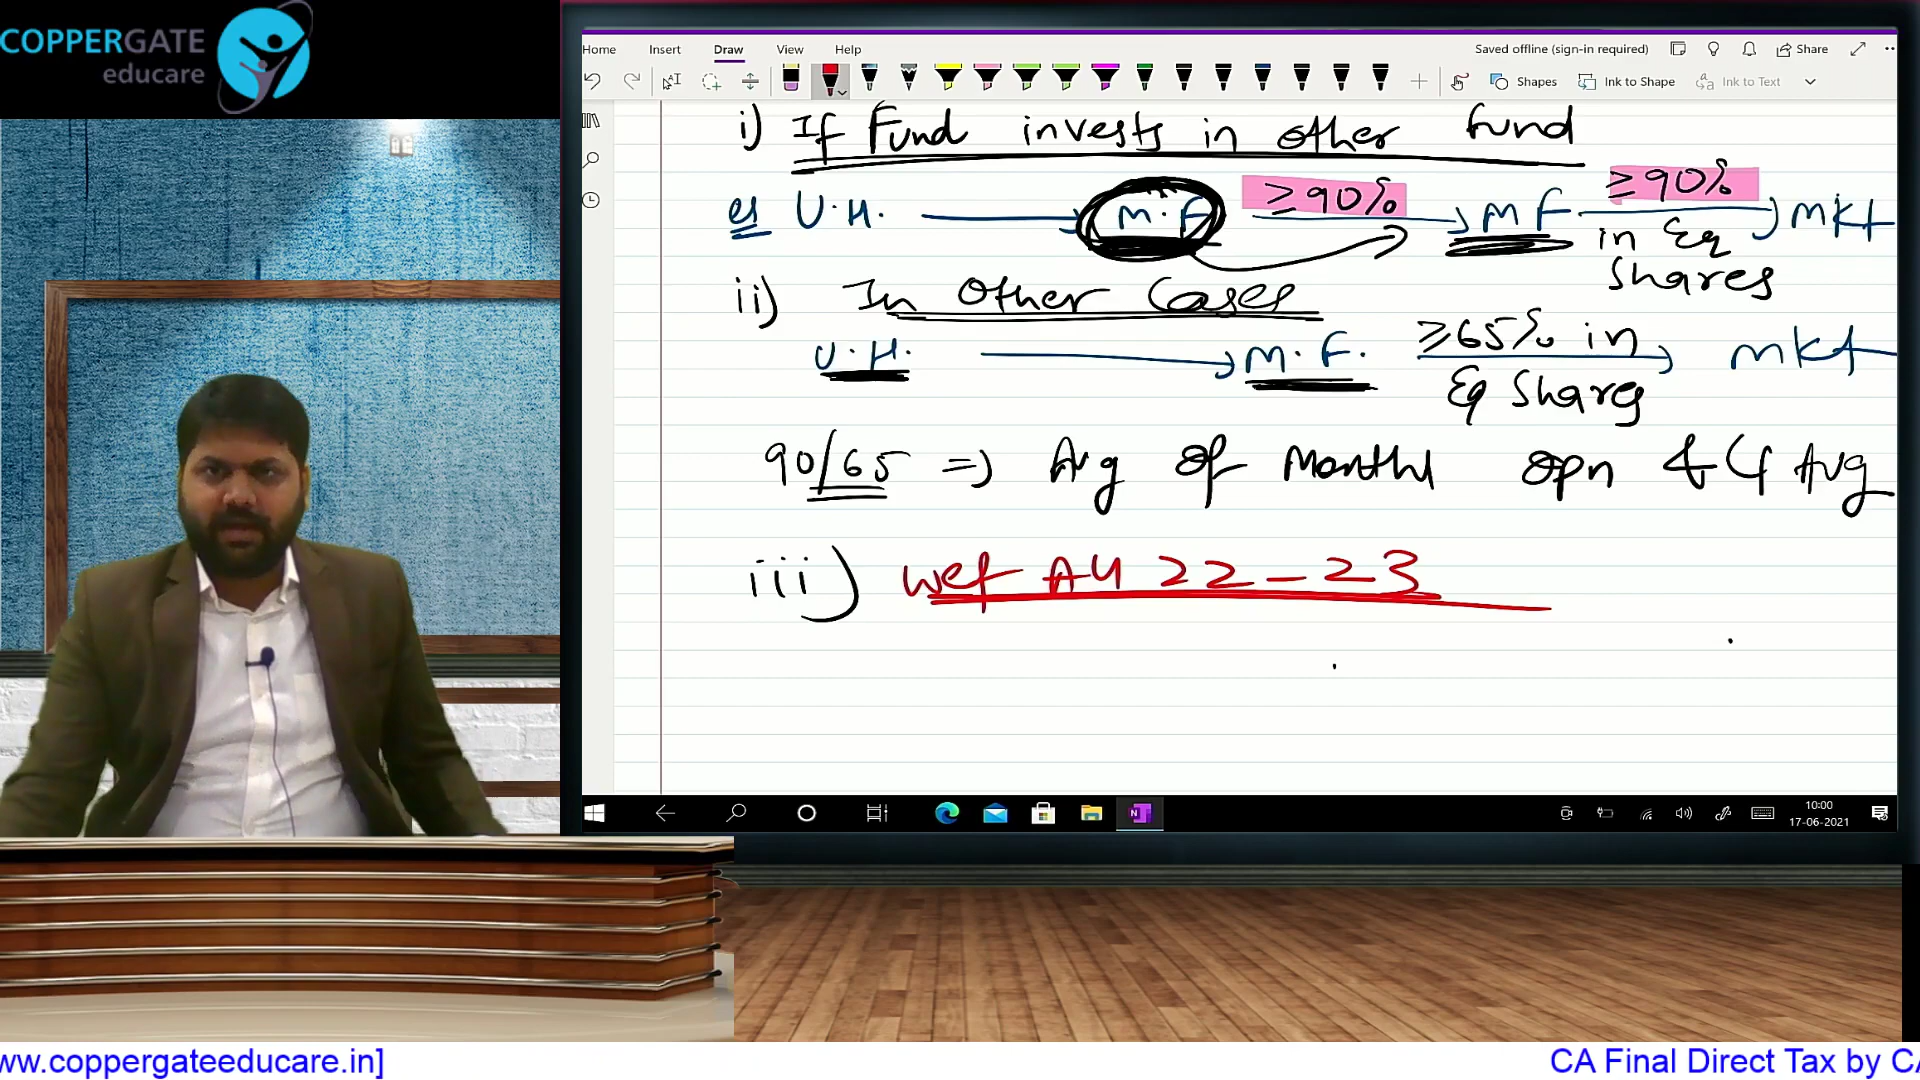 COPPERGATE
educare
Home Insert Draw View Help
Saved offline (sign-in required) Share
Shapes Ink to Shape Ink to Text
i) If Fund invests in other fund
eg U.H. M.F ≥90% M F ≥90% Mkt
in Eq
Shares
ii) In Other Cases
U.H. M.F. ≥65% in mkt
Eq Shares
90/65 => Avg of Monthl opn & Avg
iii) wef AY 22-23
10:00
17-06-2021
ww.coppergateeducare.in]
CA Final Direct Tax by CA